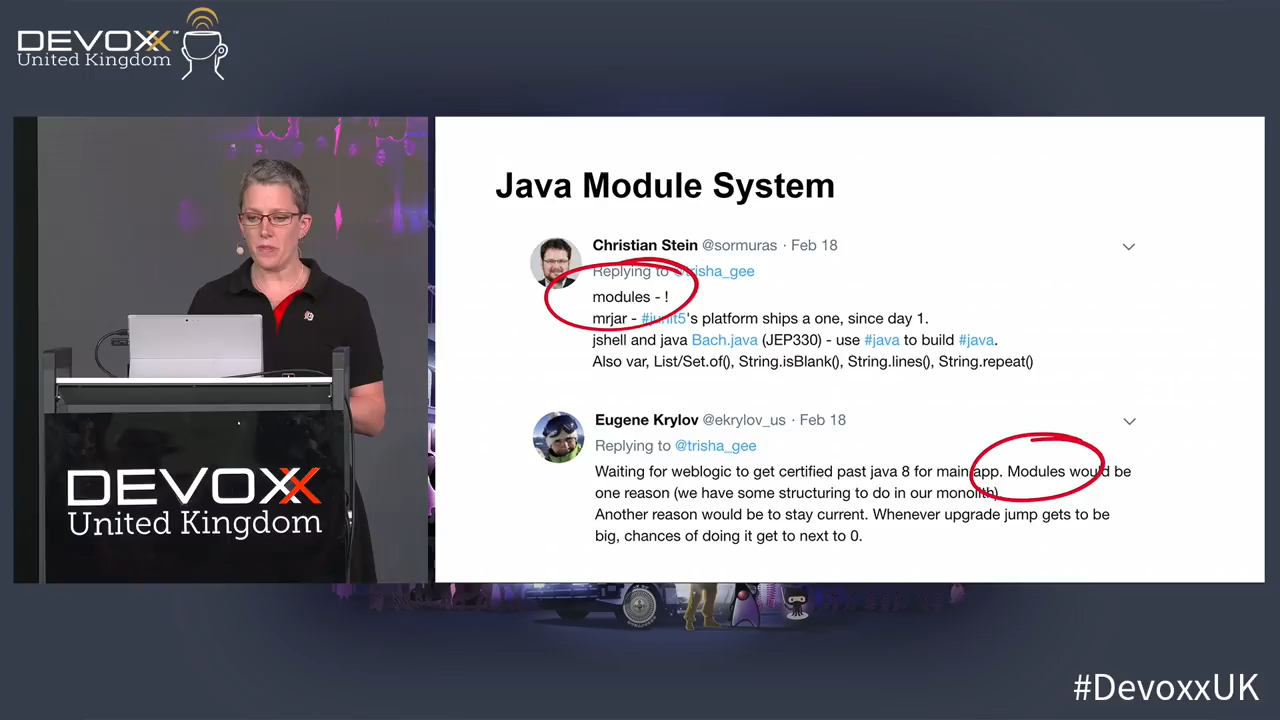 DEVOXX™
United Kingdom
Java Module System
Christian Stein @sormuras · Feb 18
Replying to @trisha_gee
modules - !
mrjar - #junit5's platform ships a one, since day 1.
jshell and java Bach.java (JEP330) - use #java to build #java.
Also var, List/Set.of(), String.isBlank(), String.lines(), String.repeat()
Eugene Krylov @ekrylov_us · Feb 18
Replying to @trisha_gee
Waiting for weblogic to get certified past java 8 for main app. Modules would be
one reason (we have some structuring to do in our monolith)
Another reason would be to stay current. Whenever upgrade jump gets to be
big, chances of doing it get to next to 0.
DEVOXX
United Kingdom
#DevoxxUK